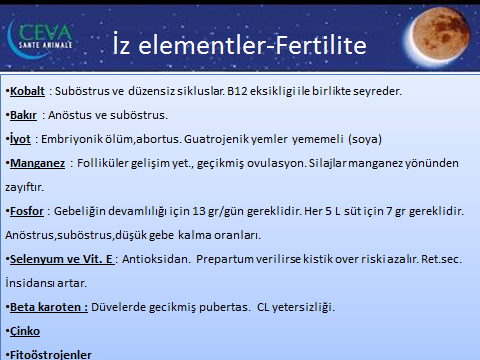 CEVA
SANTE ANIMALE
İz elementler-Fertilite
•Kobalt : Suböstrus ve düzensiz sikluslar. B12 eksikligi ile birlikte seyreder.
•Bakır : Anöstus ve suböstrus.
•İyot : Embriyonik ölüm,abortus. Guatrojenik yemler yememeli (soya)
•Manganez : Folliküler gelişim yet., geçikmiş ovulasyon. Silajlar manganez yönünden
zayıftır.
•Fosfor : Gebeliğin devamlılığı için 13 gr/gün gereklidir. Her 5 L süt için 7 gr gereklidir.
Anöstrus,suböstrus,düşük gebe kalma oranları.
•Selenyum ve Vit. E : Antioksidan. Prepartum verilirse kistik over riski azalır. Ret.sec.
İnsidansı artar.
•Beta karoten : Düvelerde gecikmiş pubertas. CL yetersizliği.
•Çinko
•Fitoöstrojenler